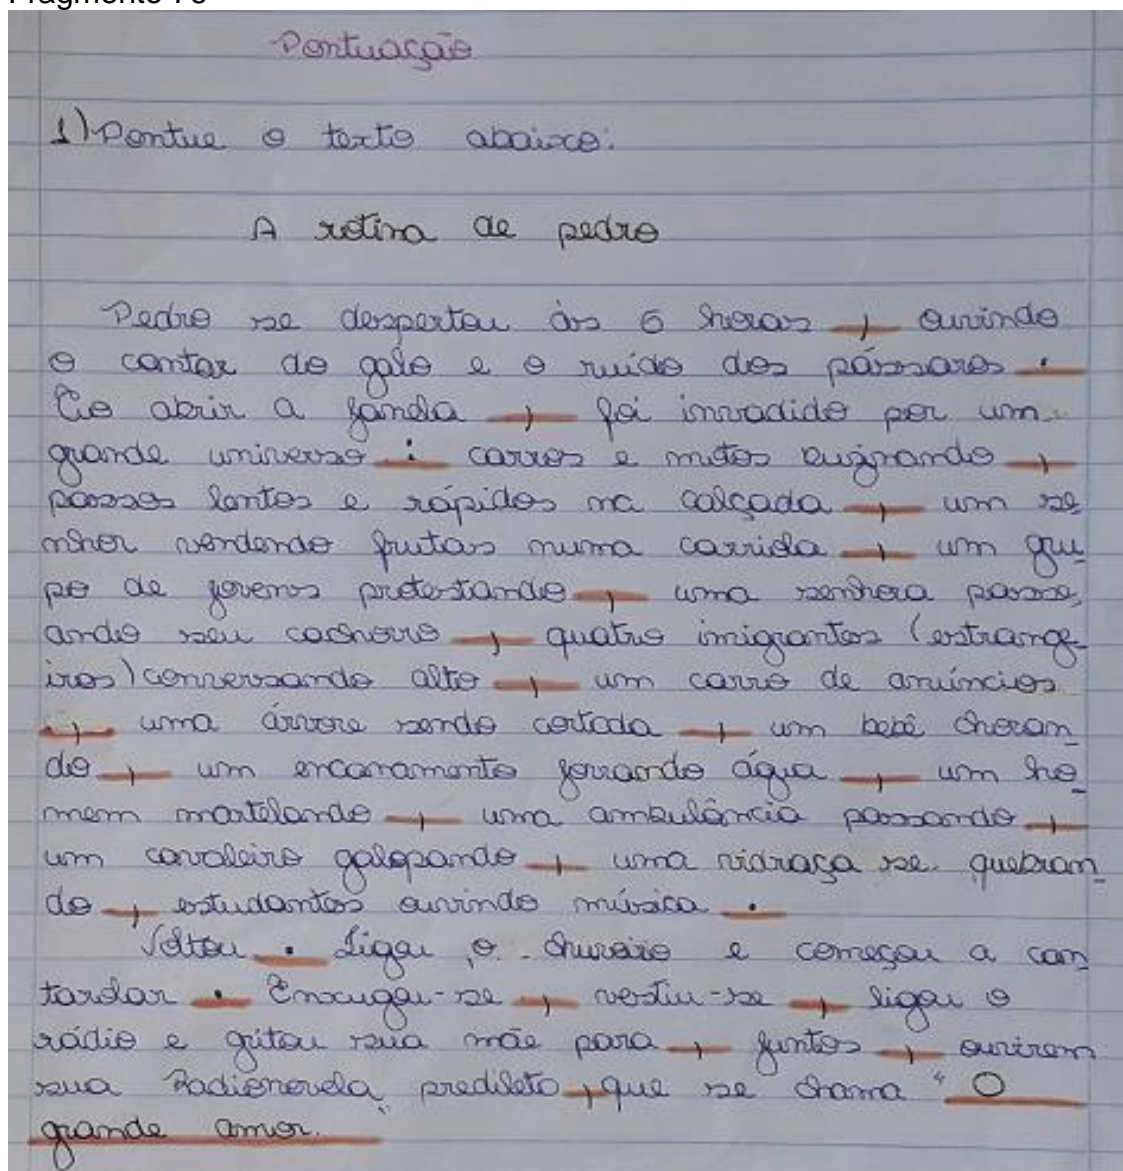 Pontuação
1) Pontue o texto abaixo:
A rotina de pedro
Pedro se despertou às 6 horas , ouvindo
o cantar do galo e o ruído dos pássaros .
Ao abrir a janela , foi invadido por um
grande universo : carros e motos buzinando ,
passos lentos e rápidos na calçada , um se
nhor vendendo frutas numa carriola , um gru
po de jovens protestando , uma senhora passe
ando seu cachorro , quatro imigrantes (estrange
iros) conversando alto , um carro de anúncios
, uma árvore sendo cortada , um bebê choran
do , um encanamento jorrando água , um ho
mem martelando , uma ambulância passando ,
um cavaleiro galopando , uma vidraça se quebran
do , estudantes ouvindo música .
Voltou . Ligou o chuveiro e começou a can
tarolar . Enxugou-se , vestiu-se , ligou o
rádio e gritou sua mãe para , juntos , ouvirem
sua Radionovela predileta , que se chama " O
grande amor. "